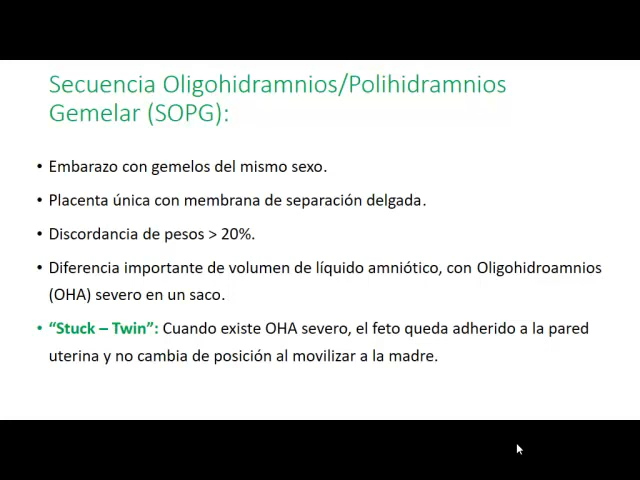 Secuencia Oligohidramnios/Polihidramnios
Gemelar (SOPG):
• Embarazo con gemelos del mismo sexo.
• Placenta única con membrana de separación delgada.
• Discordancia de pesos > 20%.
• Diferencia importante de volumen de líquido amniótico, con Oligohidroamnios
(OHA) severo en un saco.
• “Stuck – Twin”: Cuando existe OHA severo, el feto queda adherido a la pared
uterina y no cambia de posición al movilizar a la madre.